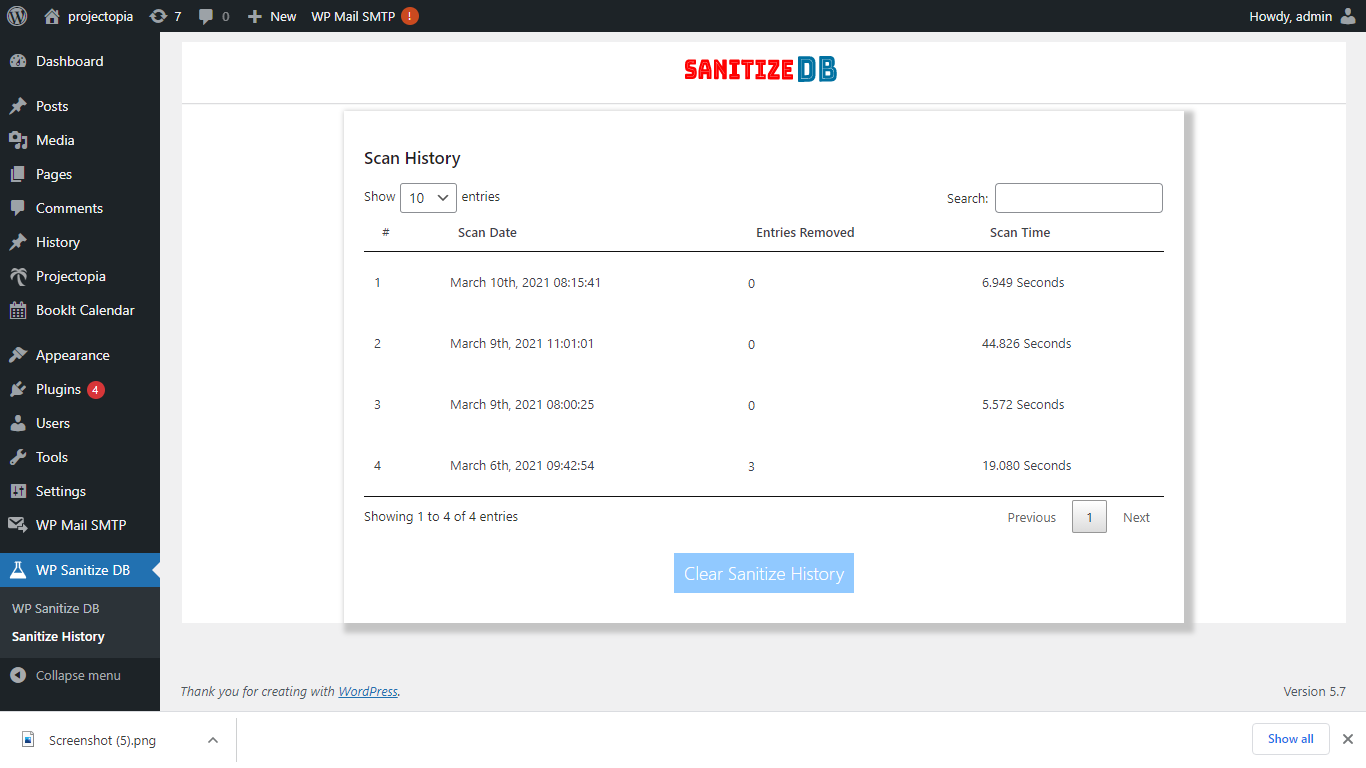 projectopia 7 0 New WP Mail SMTP ! Howdy, admin
Dashboard
Posts
Media
Pages
Comments
History
Projectopia
BookIt Calendar
Appearance
Plugins 4
Users
Tools
Settings
WP Mail SMTP
WP Sanitize DB
WP Sanitize DB
Sanitize History
Collapse menu
SANITIZE DB
Scan History
Show 10 entries Search:
# Scan Date Entries Removed Scan Time
1 March 10th, 2021 08:15:41 0 6.949 Seconds
2 March 9th, 2021 11:01:01 0 44.826 Seconds
3 March 9th, 2021 08:00:25 0 5.572 Seconds
4 March 6th, 2021 09:42:54 3 19.080 Seconds
Showing 1 to 4 of 4 entries Previous 1 Next
Clear Sanitize History
Thank you for creating with WordPress. Version 5.7
Screenshot (5).png Show all